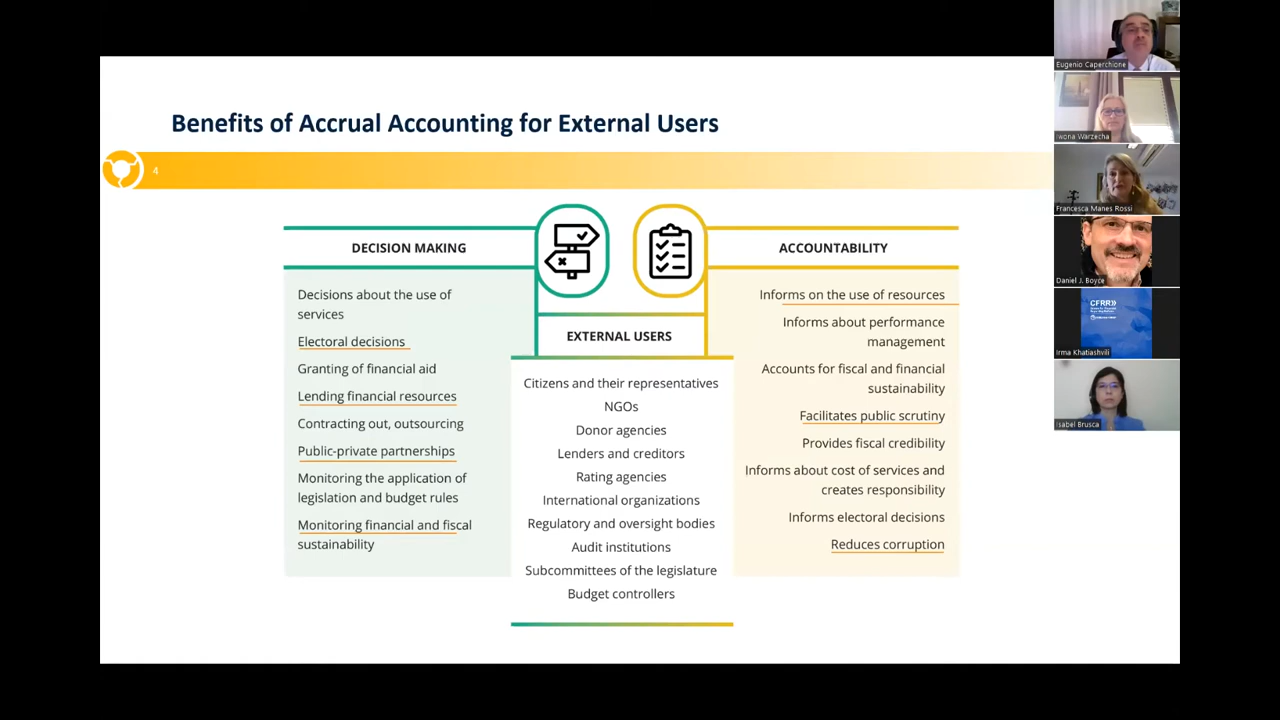 Benefits of Accrual Accounting for External Users
4
DECISION MAKING
Decisions about the use of
services
Electoral decisions
Granting of financial aid
Lending financial resources
Contracting out, outsourcing
Public-private partnerships
Monitoring the application of
legislation and budget rules
Monitoring financial and fiscal
sustainability
EXTERNAL USERS
Citizens and their representatives
NGOs
Donor agencies
Lenders and creditors
Rating agencies
International organizations
Regulatory and oversight bodies
Audit institutions
Subcommittees of the legislature
Budget controllers
ACCOUNTABILITY
Informs on the use of resources
Informs about performance
management
Accounts for fiscal and financial
sustainability
Facilitates public scrutiny
Provides fiscal credibility
Informs about cost of services and
creates responsibility
Informs electoral decisions
Reduces corruption
Eugenio Caperchione
Iwona Warzecha
Francesca Manes Rossi
Daniel J. Boyce
CFRR
Irma Khatiashvili
Isabel Brusca